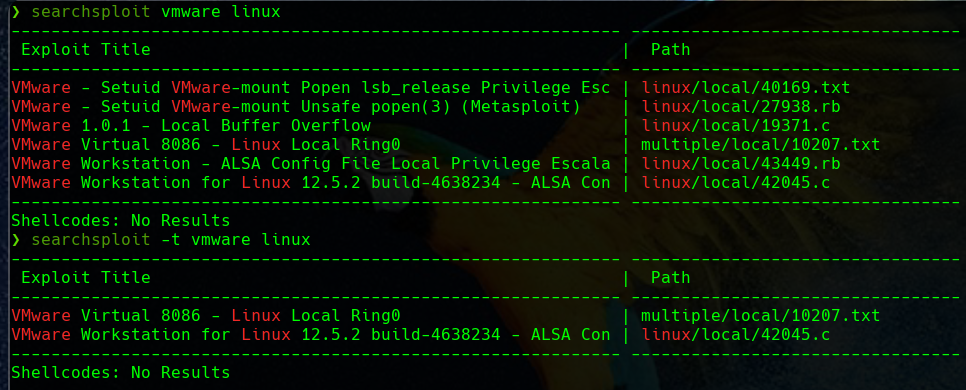 ❯ searchsploit vmware linux
------------------------------------------------------------- ---------------------------------
 Exploit Title                                               |  Path
------------------------------------------------------------- ---------------------------------
VMware - Setuid VMware-mount Popen lsb_release Privilege Esc | linux/local/40169.txt
VMware - Setuid VMware-mount Unsafe popen(3) (Metasploit)    | linux/local/27938.rb
VMware 1.0.1 - Local Buffer Overflow                         | linux/local/19371.c
VMware Virtual 8086 - Linux Local Ring0                      | multiple/local/10207.txt
VMware Workstation - ALSA Config File Local Privilege Escala | linux/local/43449.rb
VMware Workstation for Linux 12.5.2 build-4638234 - ALSA Con | linux/local/42045.c
------------------------------------------------------------- ---------------------------------
Shellcodes: No Results
❯ searchsploit -t vmware linux
------------------------------------------------------------- ---------------------------------
 Exploit Title                                               |  Path
------------------------------------------------------------- ---------------------------------
VMware Virtual 8086 - Linux Local Ring0                      | multiple/local/10207.txt
VMware Workstation for Linux 12.5.2 build-4638234 - ALSA Con | linux/local/42045.c
------------------------------------------------------------- ---------------------------------
Shellcodes: No Results